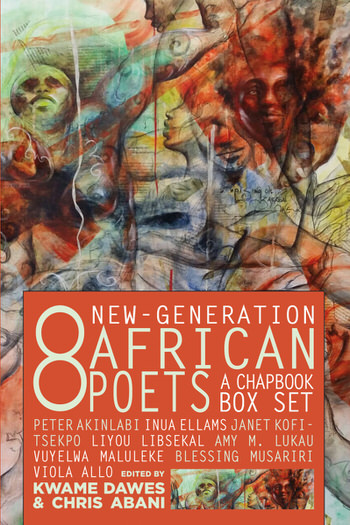 8 NEW-GENERATION
AFRICAN
POETS A CHAPBOOK
BOX SET
PETER AKINLABI INUA ELLAMS JANET KOFI-
TSEKPO LIYOU LIBSEKAL AMY M. LUKAU
VUYELWA MALULEKE BLESSING MUSARIRI
VIOLA ALLO EDITED BY
KWAME DAWES
& CHRIS ABANI